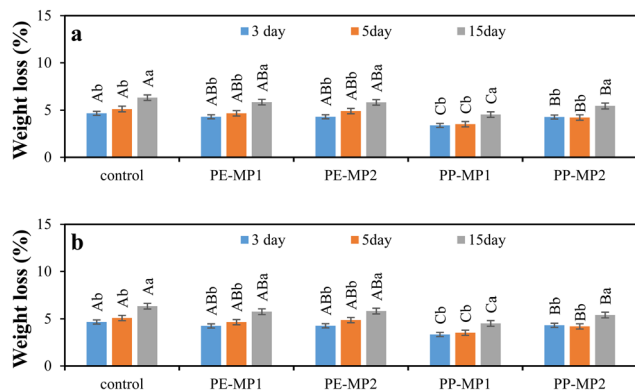 15
a
3 day 5day 15day
10
Ab Ab Aa ABb ABb ABa ABb ABb ABa Cb Cb Ca Bb Bb Ba
5
0
Weight loss (%)
control PE-MP1 PE-MP2 PP-MP1 PP-MP2
15
b
3 day 5day 15day
10
Ab Ab Aa ABb ABb ABa ABb ABb ABa Cb Cb Ca Bb Bb Ba
5
0
Weight loss (%)
control PE-MP1 PE-MP2 PP-MP1 PP-MP2